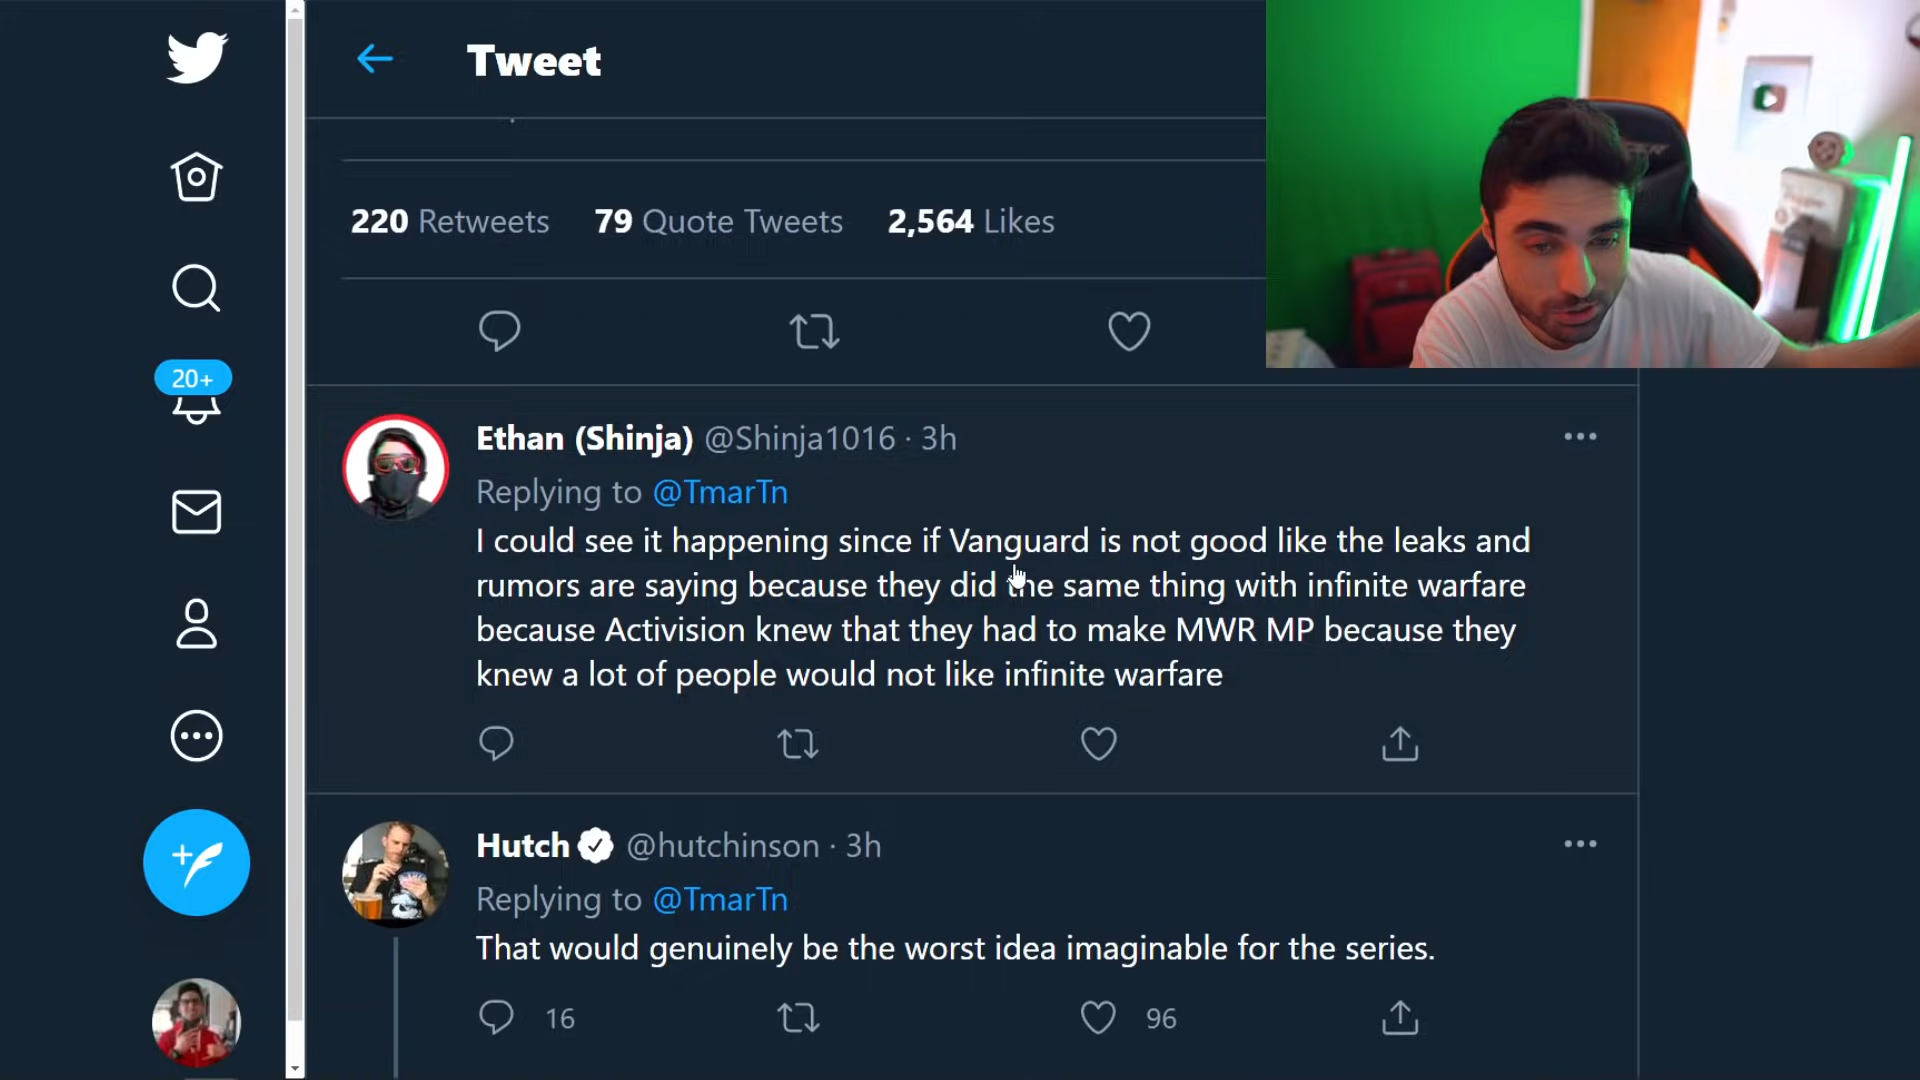 Tweet
220 Retweets 79 Quote Tweets 2,564 Likes
20+
Ethan (Shinja) @Shinja1016 · 3h
Replying to @TmarTn
I could see it happening since if Vanguard is not good like the leaks and
rumors are saying because they did the same thing with infinite warfare
because Activision knew that they had to make MWR MP because they
knew a lot of people would not like infinite warfare
Hutch @hutchinson · 3h
Replying to @TmarTn
That would genuinely be the worst idea imaginable for the series.
16 96